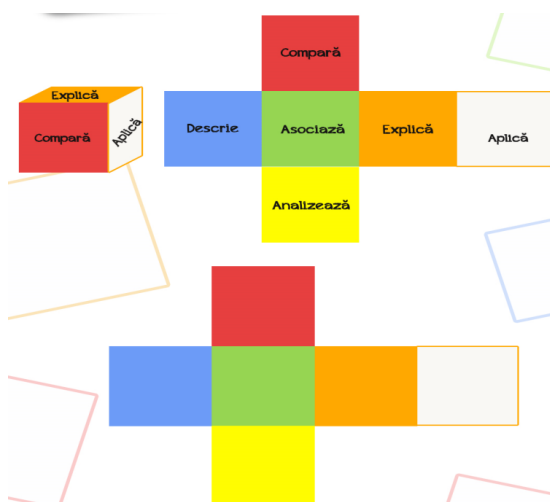 Compară
Explică
Compară
Aplică
Descrie
Asociază
Explică
Aplică
Analizează